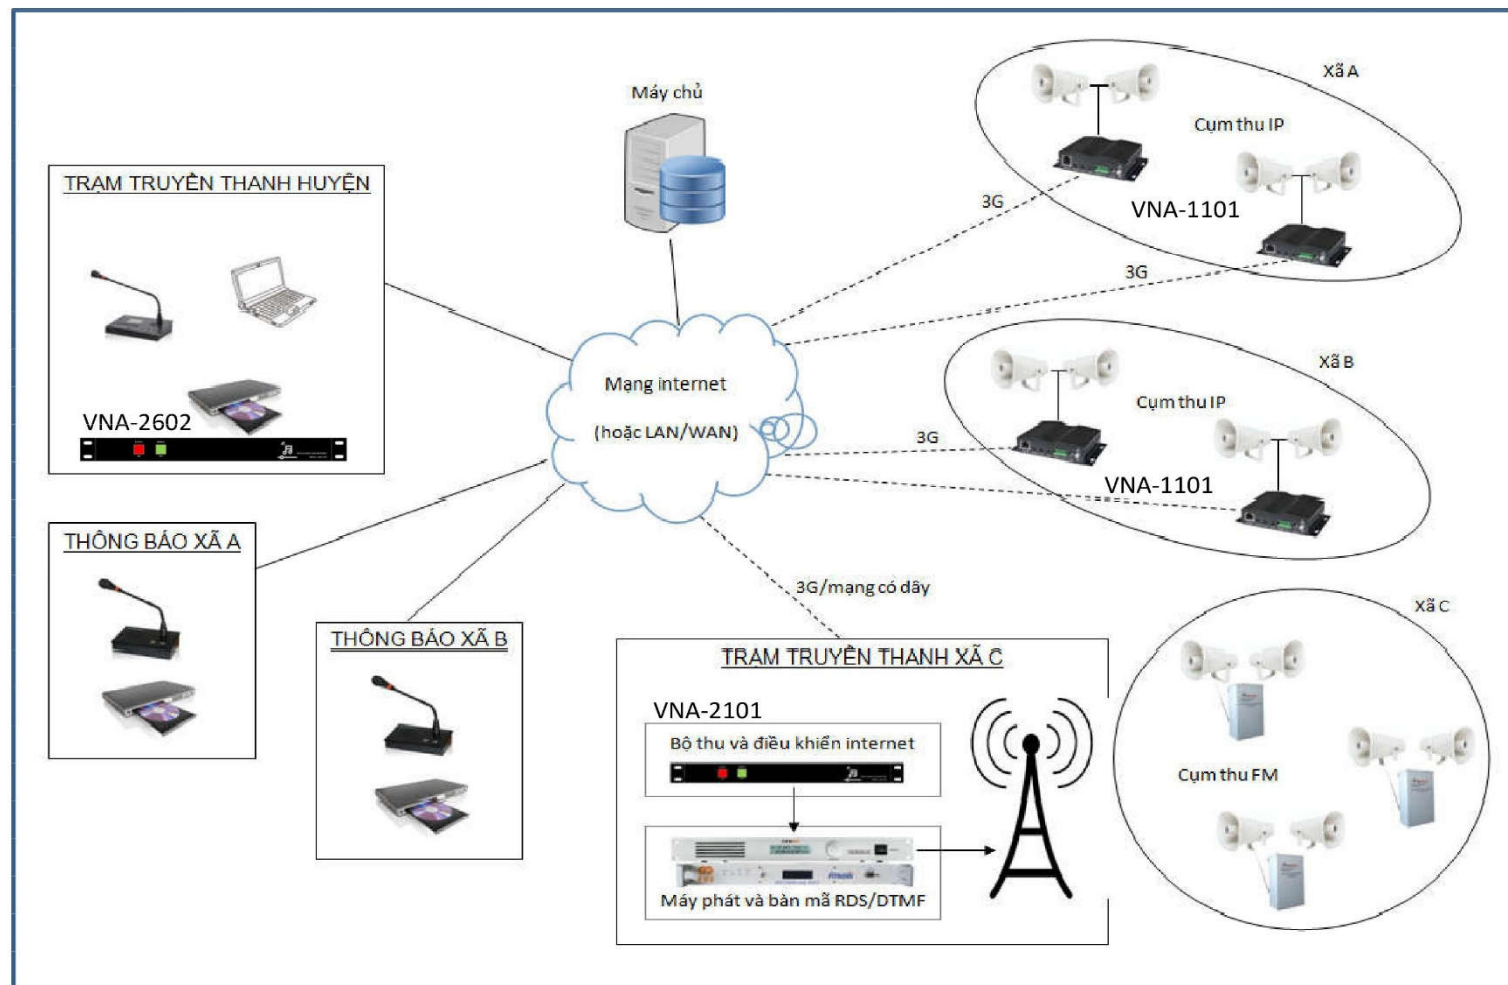 Máy chủ
Xã A
Cụm thu IP
VNA-1101
3G
3G
TRẠM TRUYỀN THANH HUYỆN
VNA-2602
Mạng internet
(hoặc LAN/WAN)
Xã B
Cụm thu IP
3G
VNA-1101
THÔNG BÁO XÃ A
THÔNG BÁO XÃ B
3G/mạng có dây
TRẠM TRUYỀN THANH XÃ C
VNA-2101
Bộ thu và điều khiển internet
Máy phát và bàn mã RDS/DTMF
Xã C
Cụm thu FM